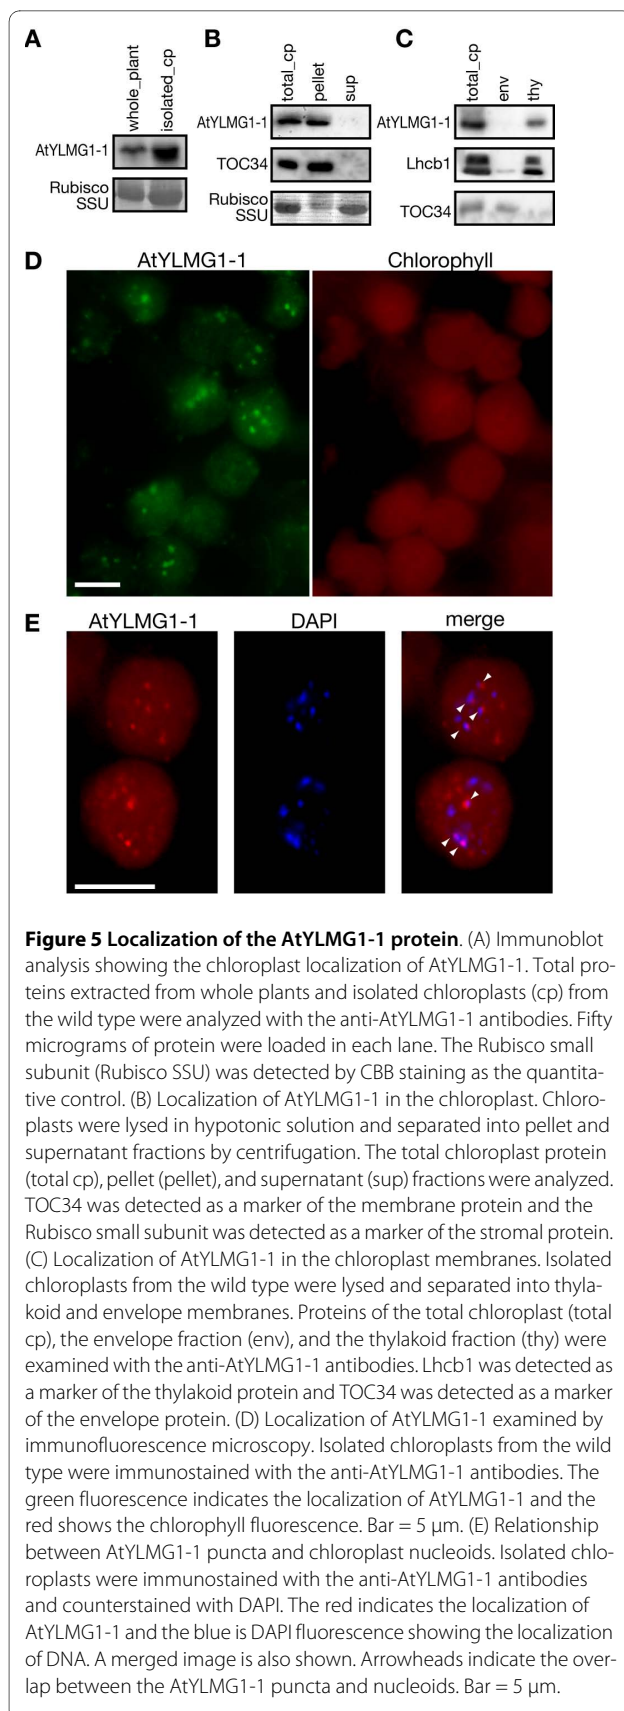 A
B
C
whole_plant
isolated_cp
total_cp
pellet
sup
total_cp
env
thy
AtYLMG1-1
Rubisco
SSU
AtYLMG1-1
TOC34
Rubisco
SSU
AtYLMG1-1
Lhcb1
TOC34
D
AtYLMG1-1
Chlorophyll
E
AtYLMG1-1
DAPI
merge
Figure 5 Localization of the AtYLMG1-1 protein. (A) Immunoblot
analysis showing the chloroplast localization of AtYLMG1-1. Total pro-
teins extracted from whole plants and isolated chloroplasts (cp) from
the wild type were analyzed with the anti-AtYLMG1-1 antibodies. Fifty
micrograms of protein were loaded in each lane. The Rubisco small
subunit (Rubisco SSU) was detected by CBB staining as the quantita-
tive control. (B) Localization of AtYLMG1-1 in the chloroplast. Chloro-
plasts were lysed in hypotonic solution and separated into pellet and
supernatant fractions by centrifugation. The total chloroplast protein
(total cp), pellet (pellet), and supernatant (sup) fractions were analyzed.
TOC34 was detected as a marker of the membrane protein and the
Rubisco small subunit was detected as a marker of the stromal protein.
(C) Localization of AtYLMG1-1 in the chloroplast membranes. Isolated
chloroplasts from the wild type were lysed and separated into thyla-
koid and envelope membranes. Proteins of the total chloroplast (total
cp), the envelope fraction (env), and the thylakoid fraction (thy) were
examined with the anti-AtYLMG1-1 antibodies. Lhcb1 was detected as
a marker of the thylakoid protein and TOC34 was detected as a marker
of the envelope protein. (D) Localization of AtYLMG1-1 examined by
immunofluorescence microscopy. Isolated chloroplasts from the wild
type were immunostained with the anti-AtYLMG1-1 antibodies. The
green fluorescence indicates the localization of AtYLMG1-1 and the
red shows the chlorophyll fluorescence. Bar = 5 μm. (E) Relationship
between AtYLMG1-1 puncta and chloroplast nucleoids. Isolated chlo-
roplasts were immunostained with the anti-AtYLMG1-1 antibodies
and counterstained with DAPI. The red indicates the localization of
AtYLMG1-1 and the blue is DAPI fluorescence showing the localization
of DNA. A merged image is also shown. Arrowheads indicate the over-
lap between the AtYLMG1-1 puncta and nucleoids. Bar = 5 μm.